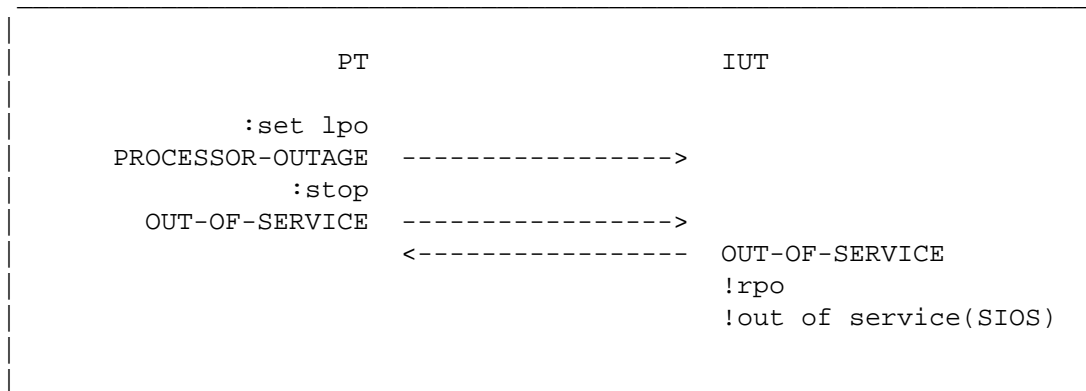 PT IUT
:set lpo
PROCESSOR-OUTAGE ----------------->
:stop
OUT-OF-SERVICE ----------------->
<----------------- OUT-OF-SERVICE
!rpo
!out of service(SIOS)